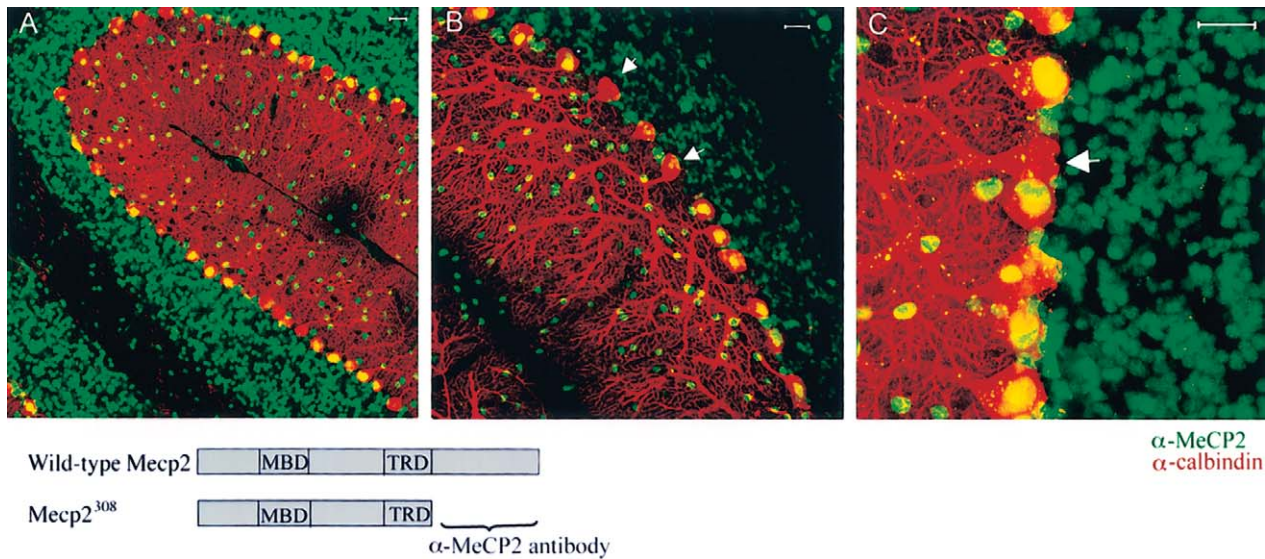 A B C
α-MeCP2
α-calbindin
Wild-type Mecp2 MBD TRD
Mecp2³⁰⁸ MBD TRD
α-MeCP2 antibody